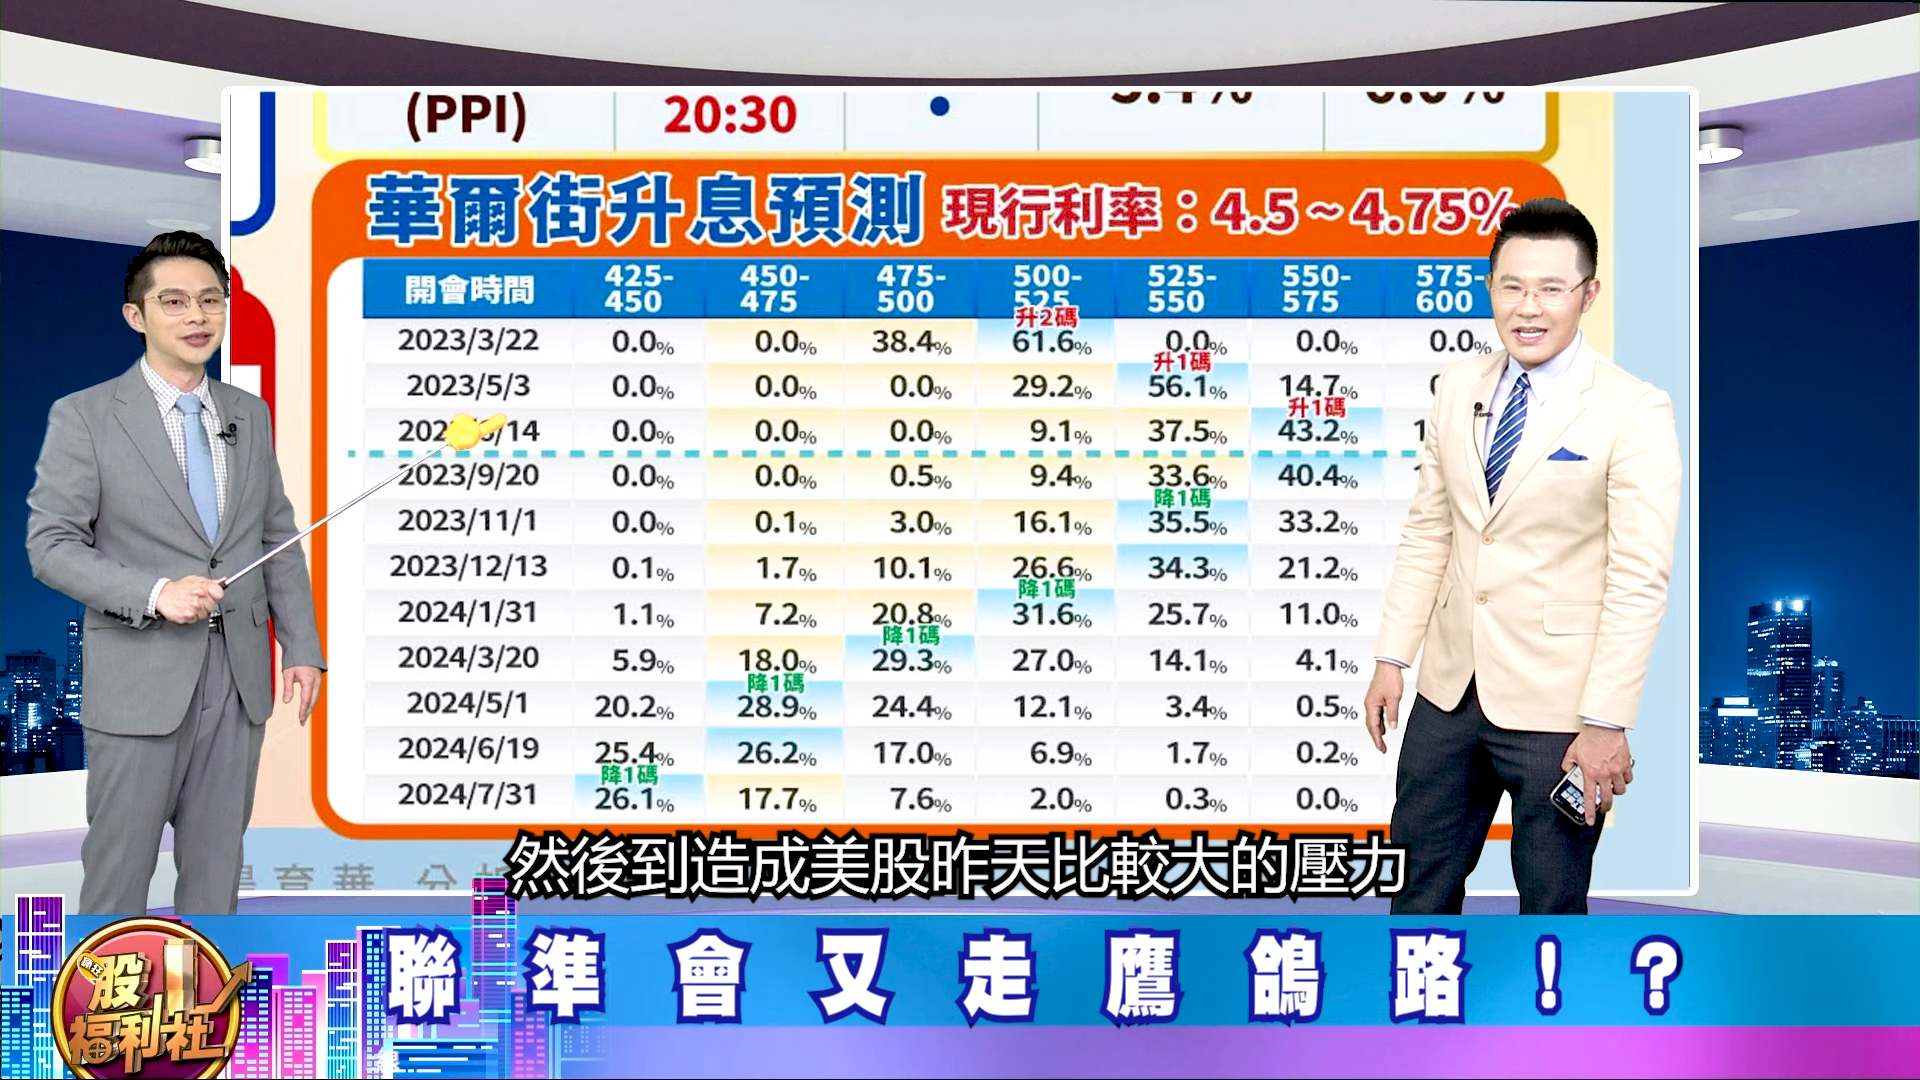 (PPI) 20:30
華爾街升息預測 現行利率：4.5~4.75%
開會時間 425-450 450-475 475-500 500-525 525-550 550-575 575-600
升2碼
2023/3/22 0.0% 0.0% 38.4% 61.6% 0.0% 0.0% 0.0%
升1碼
2023/5/3 0.0% 0.0% 0.0% 29.2% 56.1% 14.7%
升1碼
/14 0.0% 0.0% 0.0% 9.1% 37.5% 43.2%
2023/9/20 0.0% 0.0% 0.5% 9.4% 33.6% 40.4%
降1碼
2023/11/1 0.0% 0.1% 3.0% 16.1% 35.5% 33.2%
2023/12/13 0.1% 1.7% 10.1% 26.6% 34.3% 21.2%
降1碼
2024/1/31 1.1% 7.2% 20.8% 31.6% 25.7% 11.0%
降1碼
2024/3/20 5.9% 18.0% 29.3% 27.0% 14.1% 4.1%
降1碼
2024/5/1 20.2% 28.9% 24.4% 12.1% 3.4% 0.5%
2024/6/19 25.4% 26.2% 17.0% 6.9% 1.7% 0.2%
降1碼
2024/7/31 26.1% 17.7% 7.6% 2.0% 0.3% 0.0%
然後到造成美股昨天比較大的壓力
聯準會又走鷹鴿路！？
股
福利社